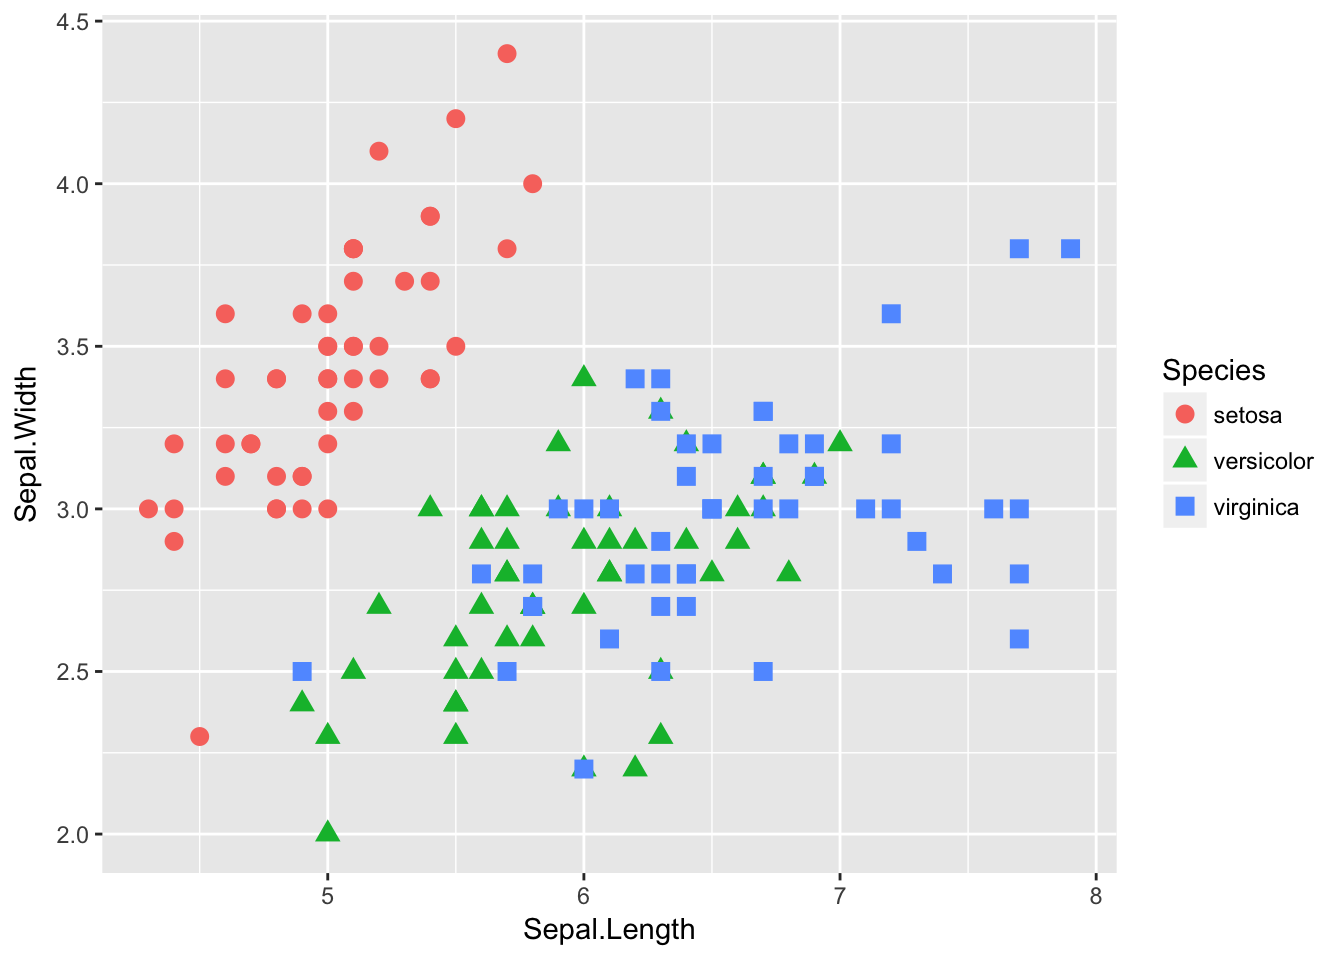 4.5
4.0
3.5
3.0
2.5
2.0
Sepal.Width
5 6 7 8
Sepal.Length
Species
setosa
versicolor
virginica